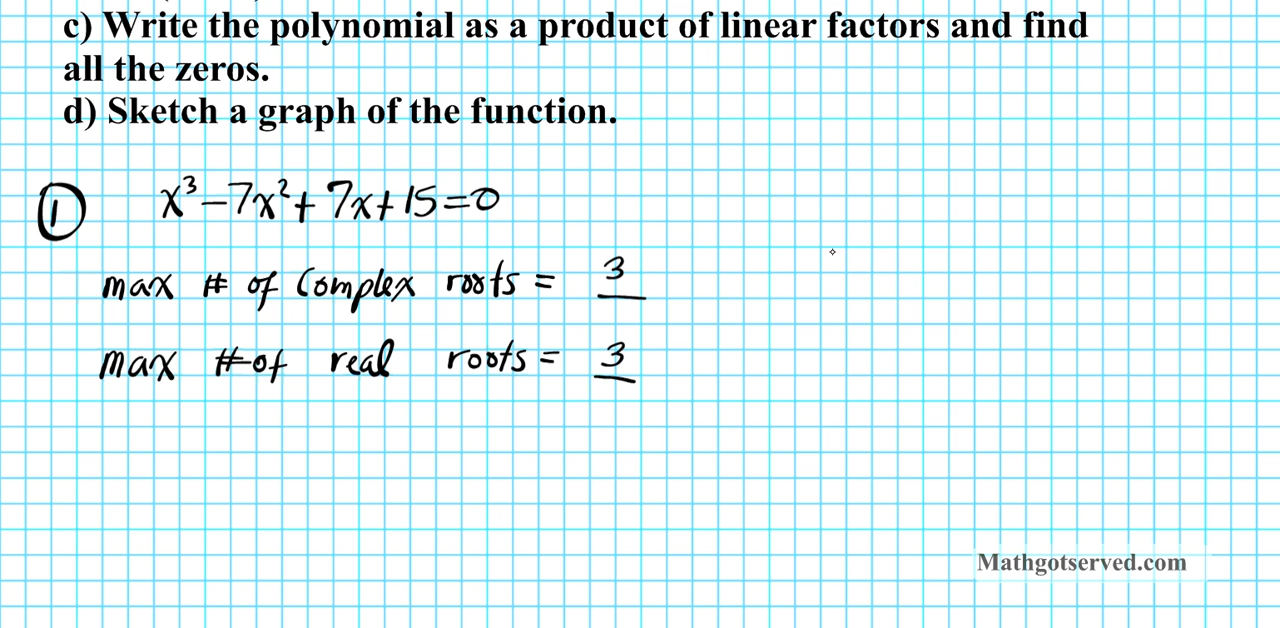 c) Write the polynomial as a product of linear factors and find
all the zeros.
d) Sketch a graph of the function.
① x³-7x²+7x+15=0
max # of complex roots = 3
max # of real roots = 3
Mathgotserved.com